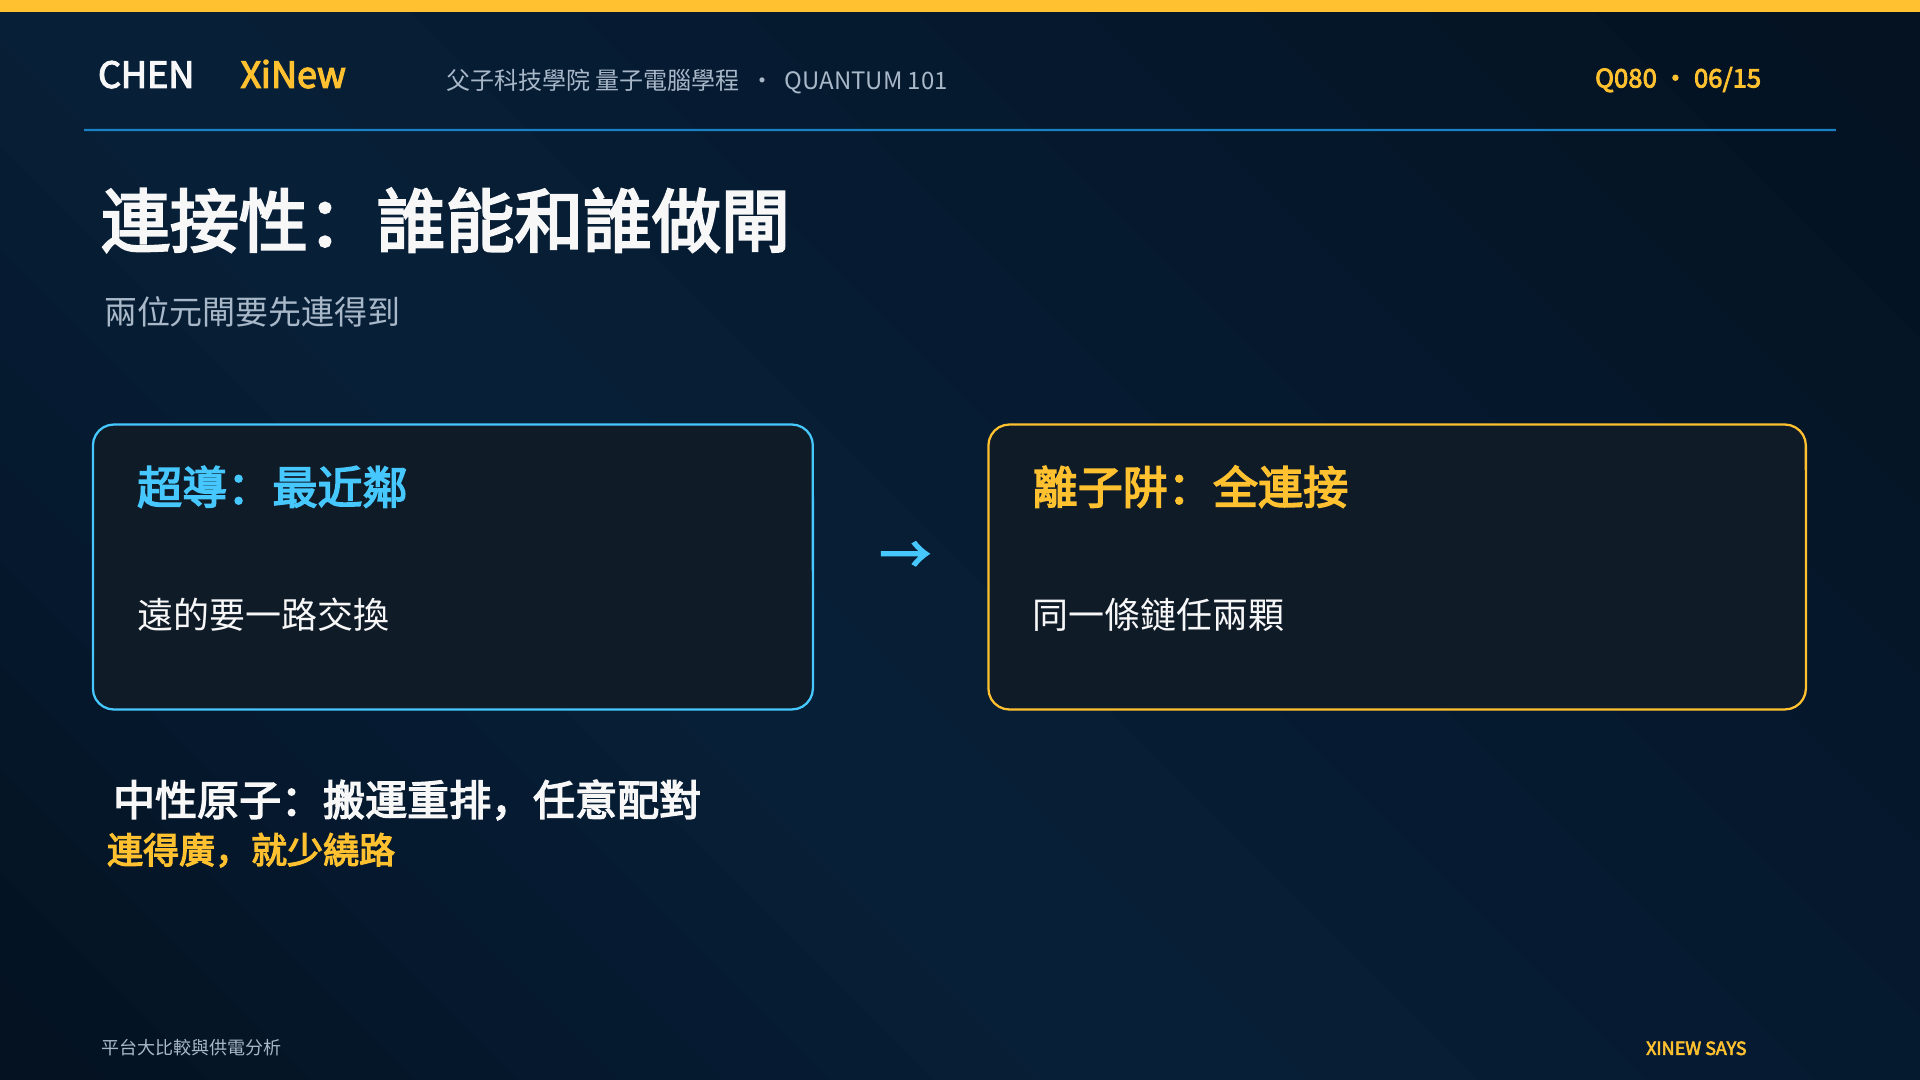 CHEN XiNew 父子科技學院 量子電腦學程 · QUANTUM 101 Q080 · 06/15
連接性：誰能和誰做閘
兩位元閘要先連得到
超導：最近鄰
遠的要一路交換
→
離子阱：全連接
同一條鏈任兩顆
中性原子：搬運重排，任意配對
連得廣，就少繞路
平台大比較與供電分析 XINEW SAYS